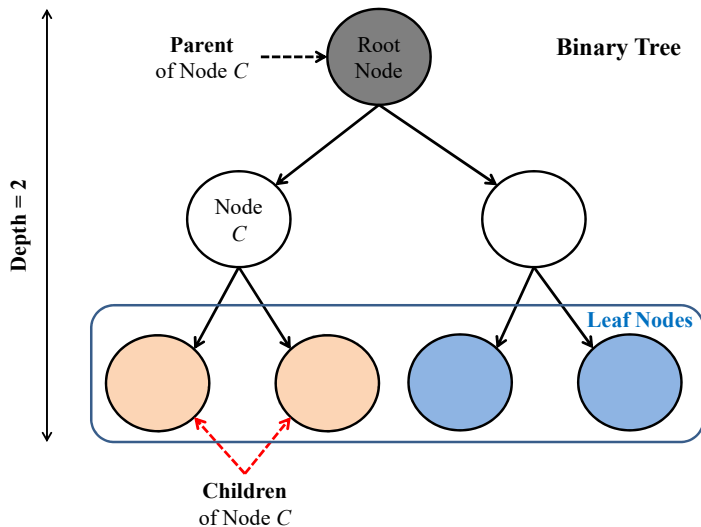 Parent
of Node C
Root
Node
Binary Tree
Depth = 2
Node
C
Leaf Nodes
Children
of Node C